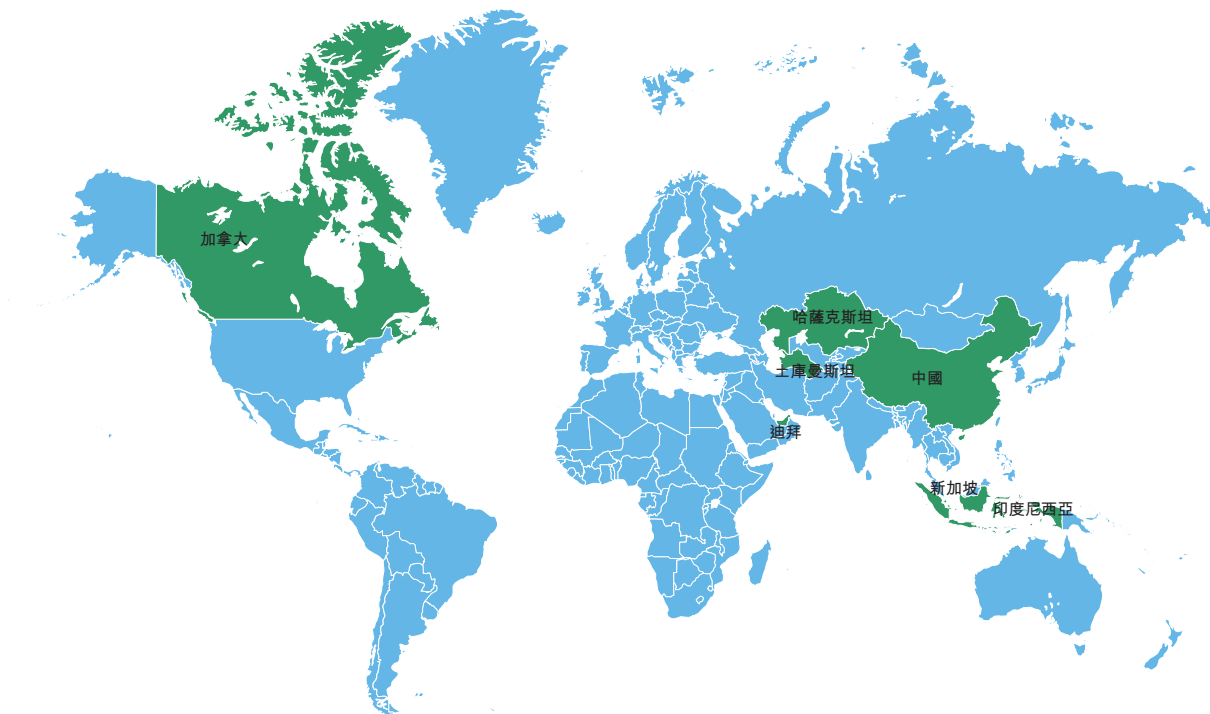 加拿大
哈薩克斯坦
土庫曼斯坦
中國
迪拜
新加坡
印度尼西亞